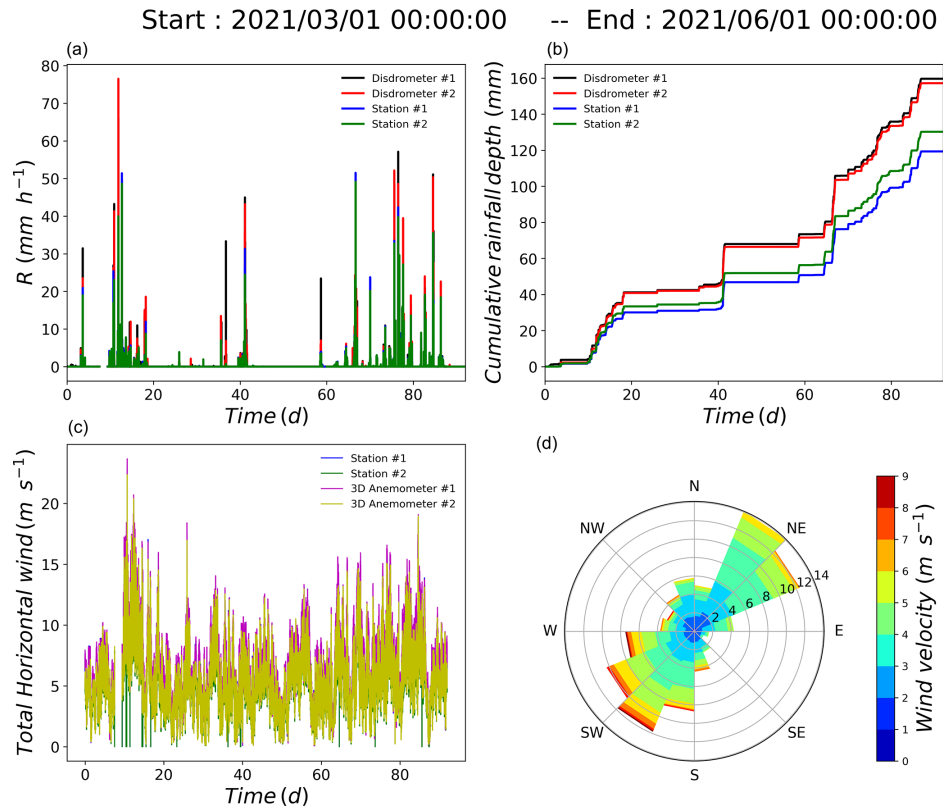 Start : 2021/03/01 00:00:00 -- End : 2021/06/01 00:00:00
(a)
80
70
60
50
40
30
20
10
0
R (mm h⁻¹)
Disdrometer #1
Disdrometer #2
Station #1
Station #2
0 20 40 60 80
Time (d)
(b)
160
140
120
100
80
60
40
20
0
Cumulative rainfall depth (mm)
Disdrometer #1
Disdrometer #2
Station #1
Station #2
0 20 40 60 80
Time (d)
(c)
20
15
10
5
0
Total Horizontal wind (m s⁻¹)
Station #1
Station #2
3D Anemometer #1
3D Anemometer #2
0 20 40 60 80
Time (d)
(d)
N
NW NE
W E
SW SE
S
2 4 6 8 10 12 14
9
8
7
6
5
4
3
2
1
0
Wind velocity (m s⁻¹)